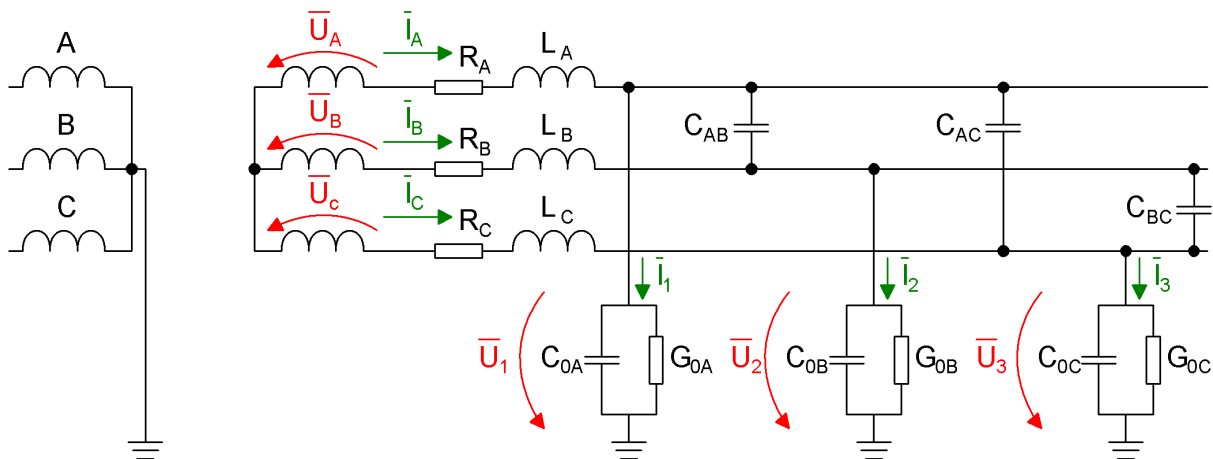 A
B
C
U̅A
I̅A
RA
LA
U̅B
I̅B
RB
LB
U̅c
I̅C
RC
LC
CAB
CAC
CBC
I̅1
I̅2
I̅3
U̅1
C0A
G0A
U̅2
C0B
G0B
U̅3
C0C
G0C